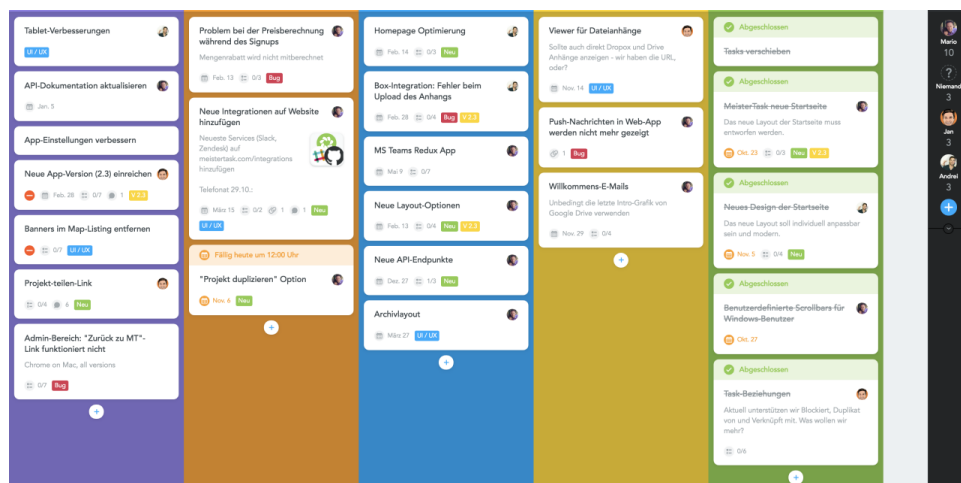 Tablet-Verbesserungen
UI / UX
API-Dokumentation aktualisieren
Jan. 5
App-Einstellungen verbessern
Neue App-Version (2.3) einreichen
Feb. 28 0/7 1 V 2.3
Banners im Map-Listing entfernen
0/7 UI / UX
Projekt-teilen-Link
0/4 6 Neu
Admin-Bereich: "Zurück zu MT"-
Link funktioniert nicht
Chrome on Mac, all versions
0/7 Bug
Problem bei der Preisberechnung
während des Signups
Mengenrabatt wird nicht mitberechnet
Feb. 13 0/3 Bug
Neue Integrationen auf Website
hinzufügen
Neueste Services (Slack,
Zendesk) auf
meistertask.com/integrations
hinzufügen
Telefonat 29.10.:
März 15 0/2 1 1 Neu
UI / UX
Fällig heute um 12:00 Uhr
"Projekt duplizieren" Option
Nov. 6 Neu
Homepage Optimierung
Feb. 14 0/3 Neu
Box-Integration: Fehler beim
Upload des Anhangs
Feb. 28 0/4 Bug V 2.3
MS Teams Redux App
Mai 9 0/7
Neue Layout-Optionen
Feb. 13 0/4 Neu V 2.3
Neue API-Endpunkte
Dez. 27 1/3 Neu
Archivlayout
März 27 UI / UX
Viewer für Dateianhänge
Sollte auch direkt Dropox und Drive
Anhänge anzeigen - wir haben die URL,
oder?
Nov. 14 UI / UX
Push-Nachrichten in Web-App
werden nicht mehr gezeigt
1 Bug
Willkommens-E-Mails
Unbedingt die letzte Intro-Grafik von
Google Drive verwenden
Nov. 29 0/4
Abgeschlossen
Tasks verschieben
Abgeschlossen
MeisterTask neue Startseite
Das neue Layout der Startseite muss
entworfen werden.
Okt. 23 0/3 Neu V 2.3
Abgeschlossen
Neues Design der Startseite
Das neue Layout soll individuell anpassbar
sein und modern.
Nov. 5 0/4 Neu
Abgeschlossen
Benutzerdefinierte Scrollbars für
Windows-Benutzer
Okt. 27
Abgeschlossen
Task-Beziehungen
Aktuell unterstützen wir Blockiert, Duplikat
von und Verknüpft mit. Was wollen wir
mehr?
0/6
Mario
10
?
Niemand
3
Jan
3
Andrei
3